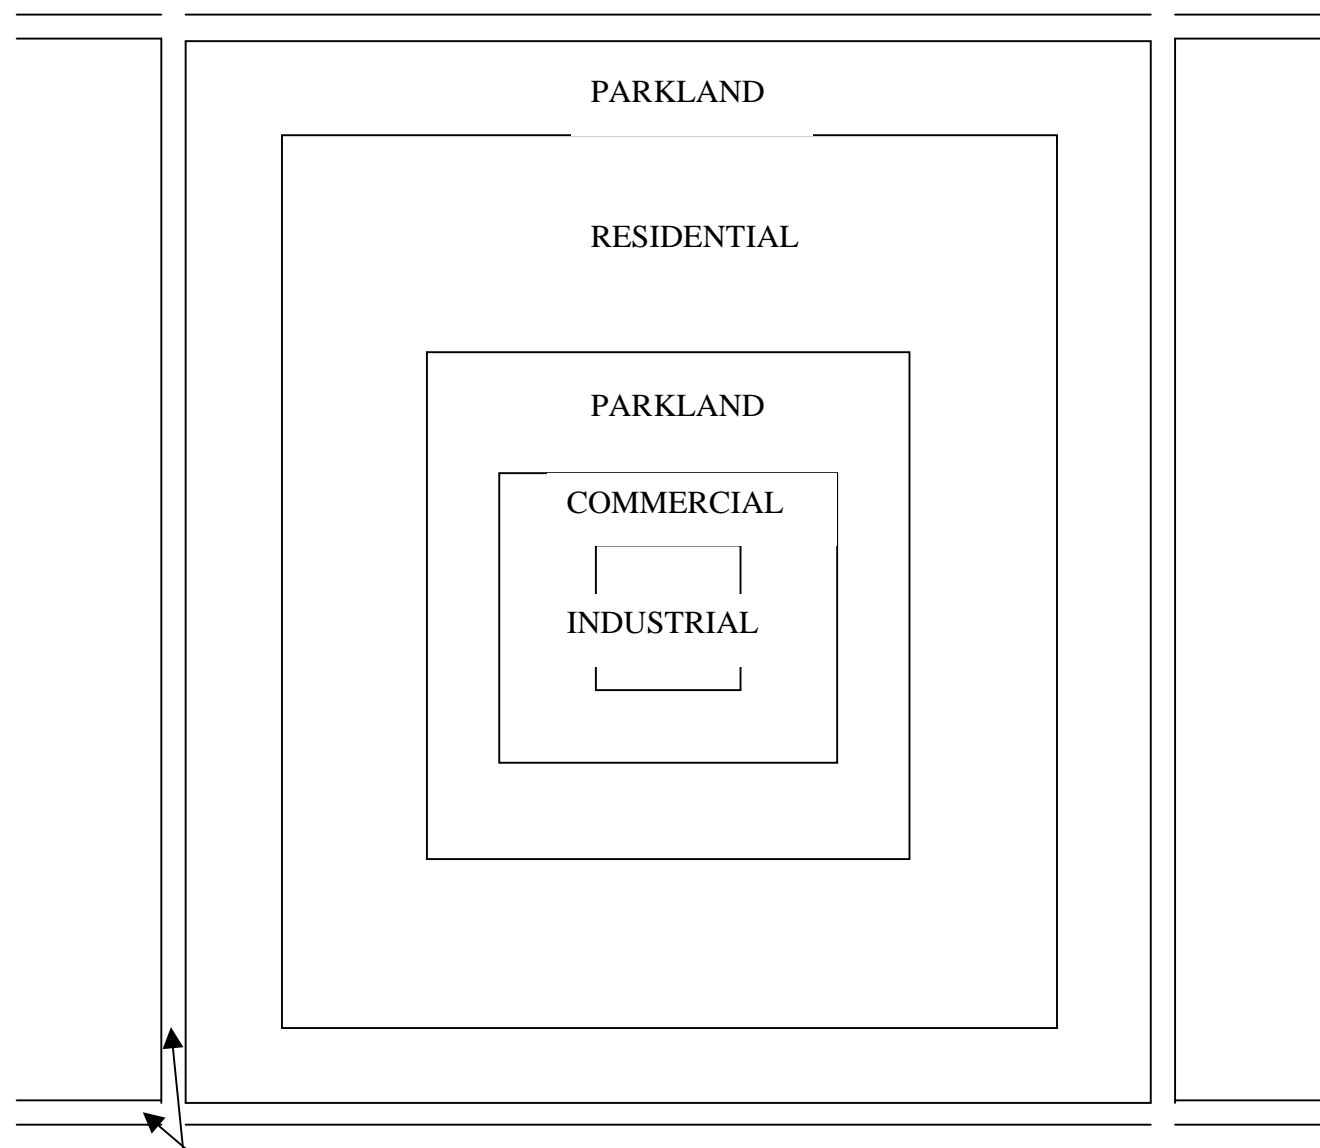 PARKLAND
RESIDENTIAL
PARKLAND
COMMERCIAL
INDUSTRIAL